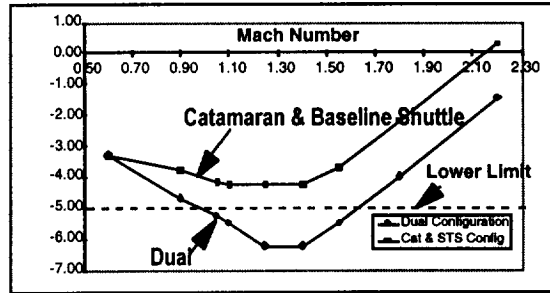 1.00
Mach Number
0.00
0.50 0.90 1.10 1.30 1.50 1.70 1.90 2.10 2.30
-1.00
-2.00
Catamaran & Baseline Shuttle
-3.00
-4.00
Lower Limit
-5.00
Dual Configuration
Cat & STS Config
-6.00
Dual
-7.00